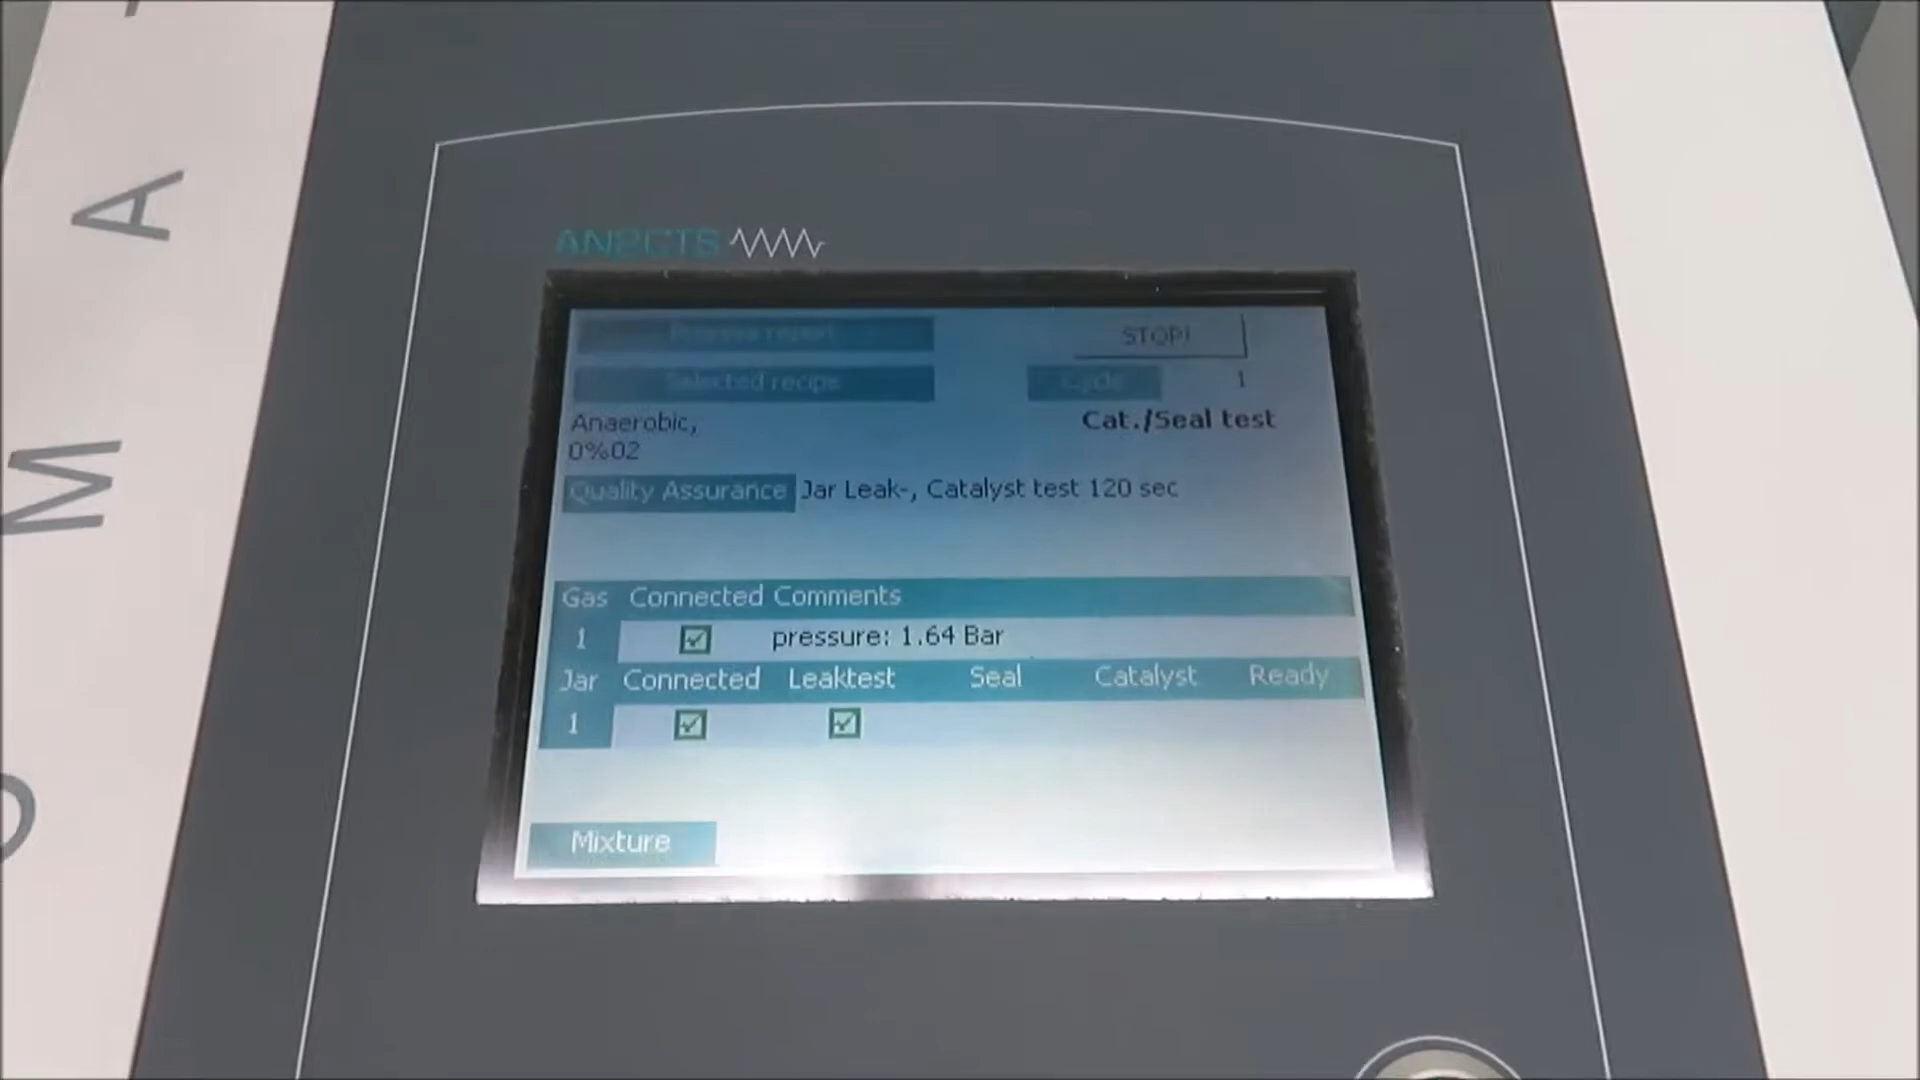 ANOCTS
Process report
STOP!
Selected recipe
Cycle
1
Anaerobic,
0%O2
Cat./Seal test
Quality Assurance
Jar Leak-, Catalyst test 120 sec
Gas Connected Comments
1 pressure: 1.64 Bar
Jar Connected Leaktest Seal Catalyst Ready
1
Mixture
O M A